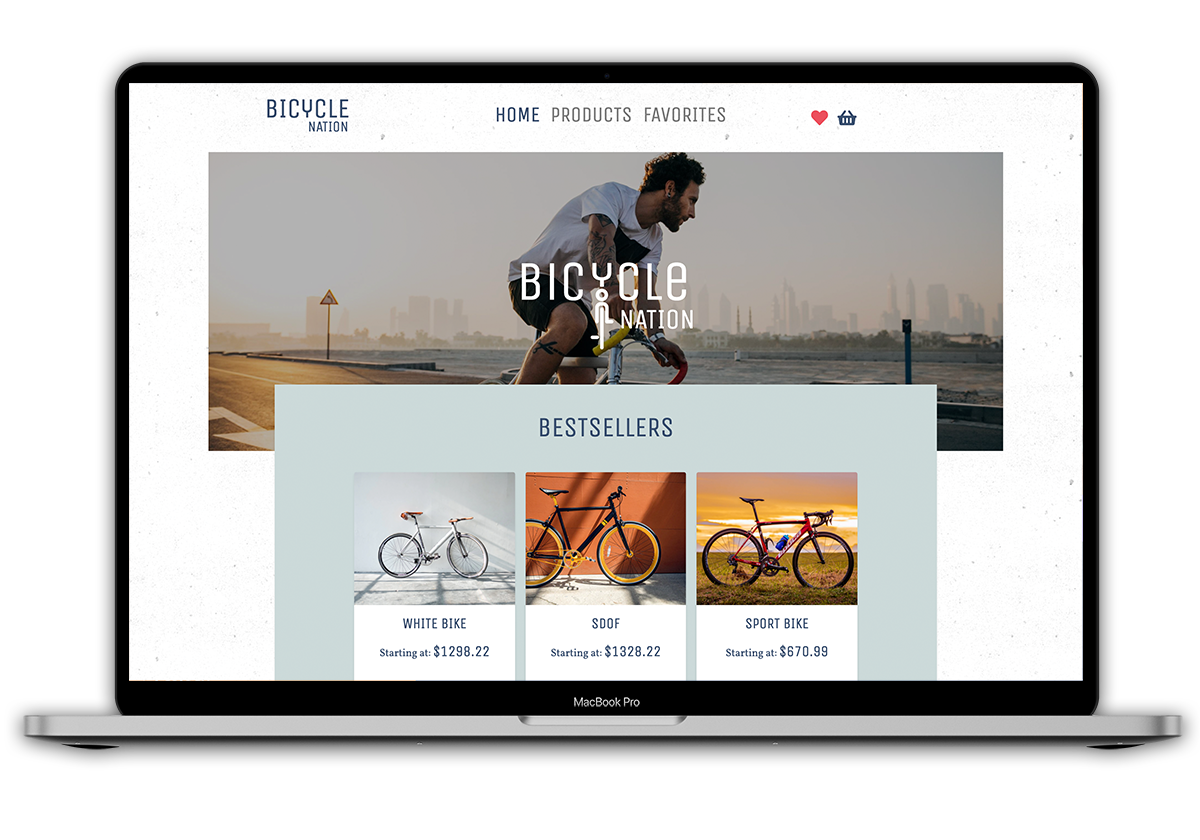 BICYCLE
NATION
HOME PRODUCTS FAVORITES
BICYCLE
NATION
BESTSELLERS
WHITE BIKE
Starting at: $1298.22
SDOF
Starting at: $1328.22
SPORT BIKE
Starting at: $670.99
MacBook Pro